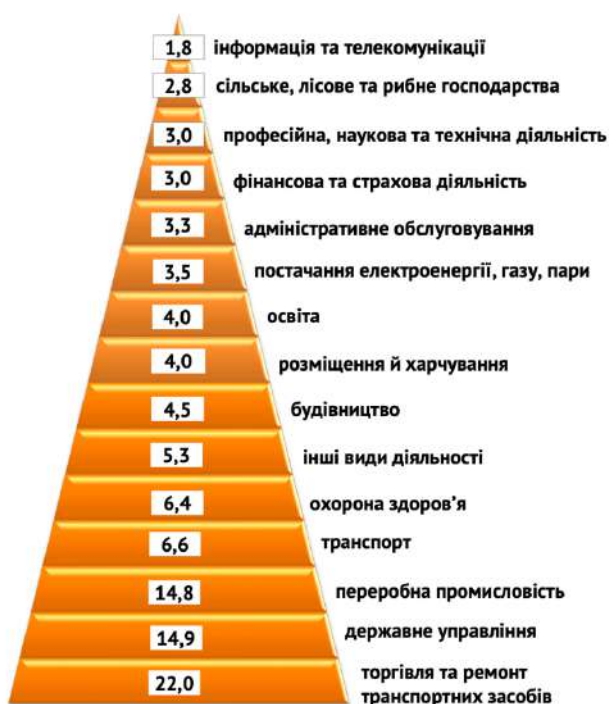 1,8 інформація та телекомунікації
2,8 сільське, лісове та рибне господарства
3,0 професійна, наукова та технічна діяльність
3,0 фінансова та страхова діяльність
3,3 адміністративне обслуговування
3,5 постачання електроенергії, газу, пари
4,0 освіта
4,0 розміщення й харчування
4,5 будівництво
5,3 інші види діяльності
6,4 охорона здоров’я
6,6 транспорт
14,8 переробна промисловість
14,9 державне управління
22,0 торгівля та ремонт
транспортних засобів